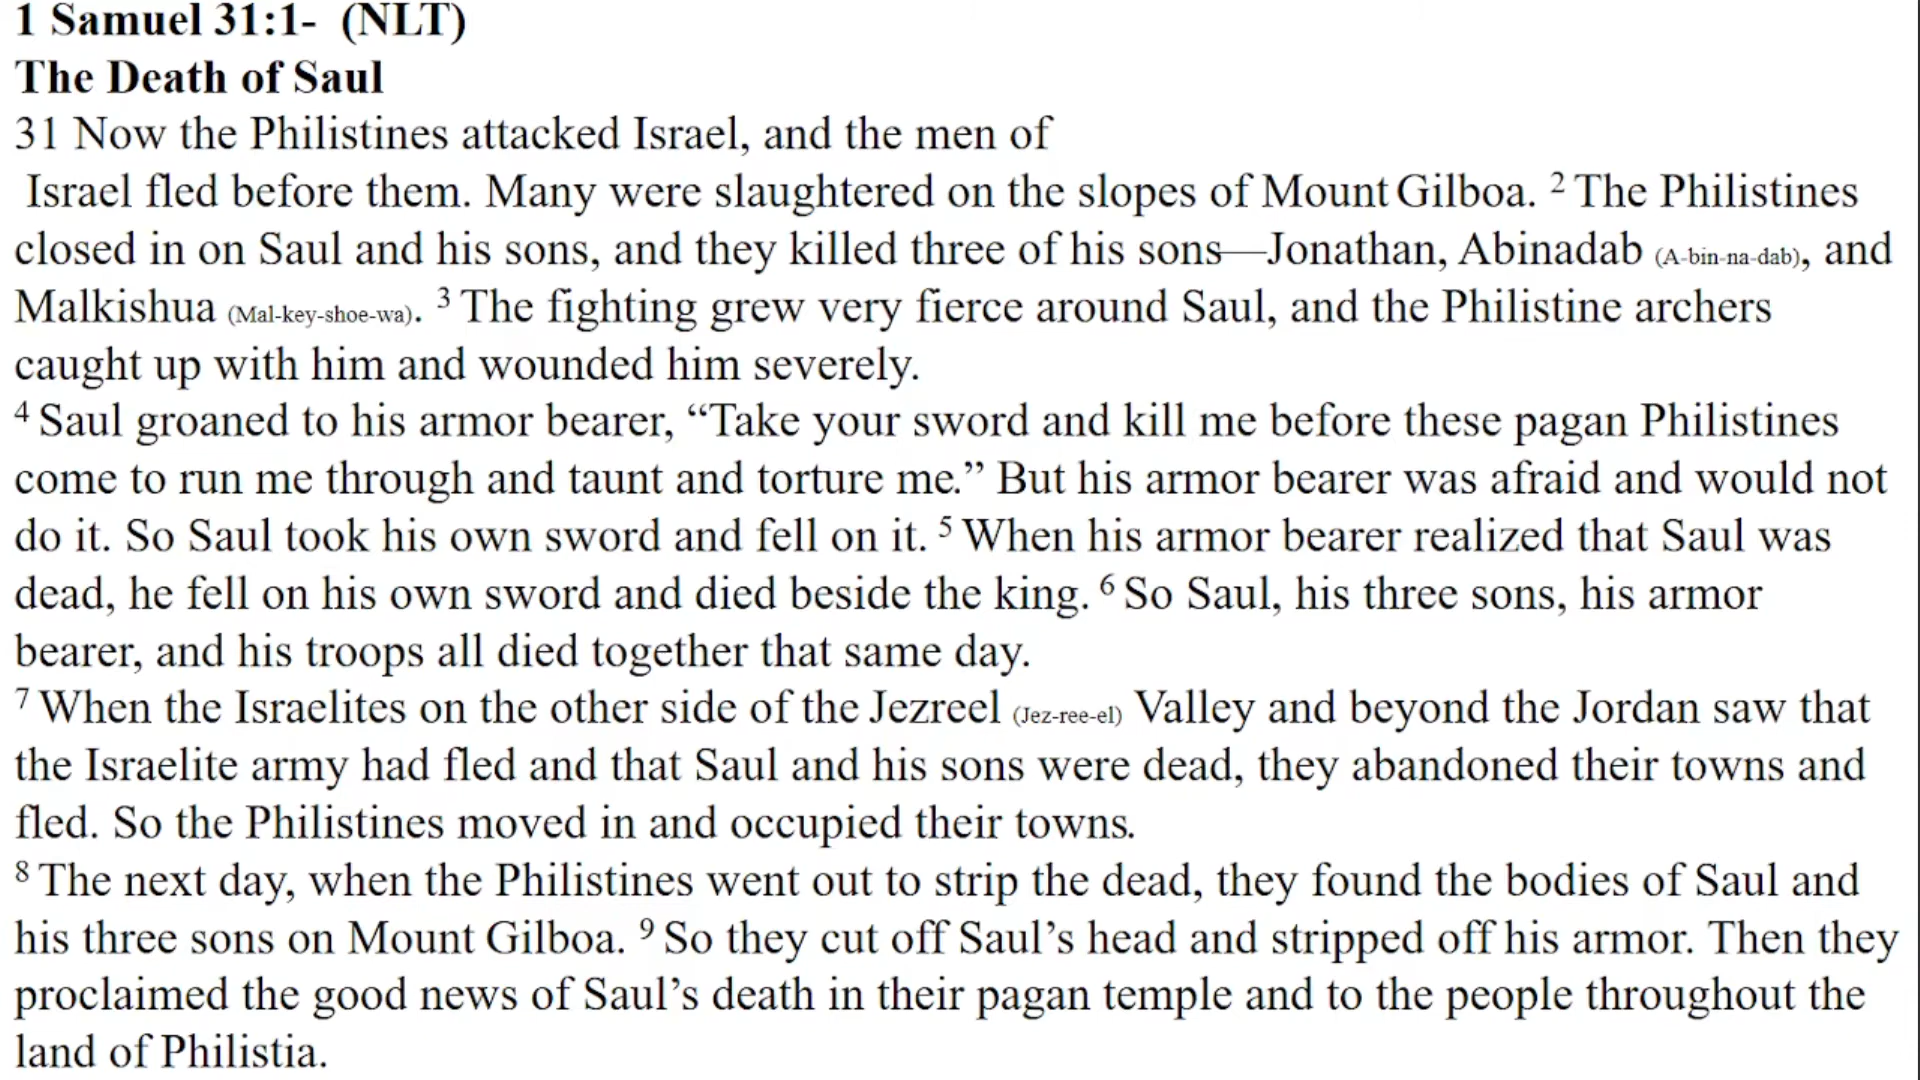 1 Samuel 31:1-  (NLT)
The Death of Saul
31 Now the Philistines attacked Israel, and the men of
Israel fled before them. Many were slaughtered on the slopes of Mount Gilboa. ² The Philistines
closed in on Saul and his sons, and they killed three of his sons—Jonathan, Abinadab (A-bin-na-dab), and
Malkishua (Mal-key-shoe-wa). ³ The fighting grew very fierce around Saul, and the Philistine archers
caught up with him and wounded him severely.
⁴ Saul groaned to his armor bearer, “Take your sword and kill me before these pagan Philistines
come to run me through and taunt and torture me.” But his armor bearer was afraid and would not
do it. So Saul took his own sword and fell on it. ⁵ When his armor bearer realized that Saul was
dead, he fell on his own sword and died beside the king. ⁶ So Saul, his three sons, his armor
bearer, and his troops all died together that same day.
⁷ When the Israelites on the other side of the Jezreel (Jez-ree-el) Valley and beyond the Jordan saw that
the Israelite army had fled and that Saul and his sons were dead, they abandoned their towns and
fled. So the Philistines moved in and occupied their towns.
⁸ The next day, when the Philistines went out to strip the dead, they found the bodies of Saul and
his three sons on Mount Gilboa. ⁹ So they cut off Saul’s head and stripped off his armor. Then they
proclaimed the good news of Saul’s death in their pagan temple and to the people throughout the
land of Philistia.